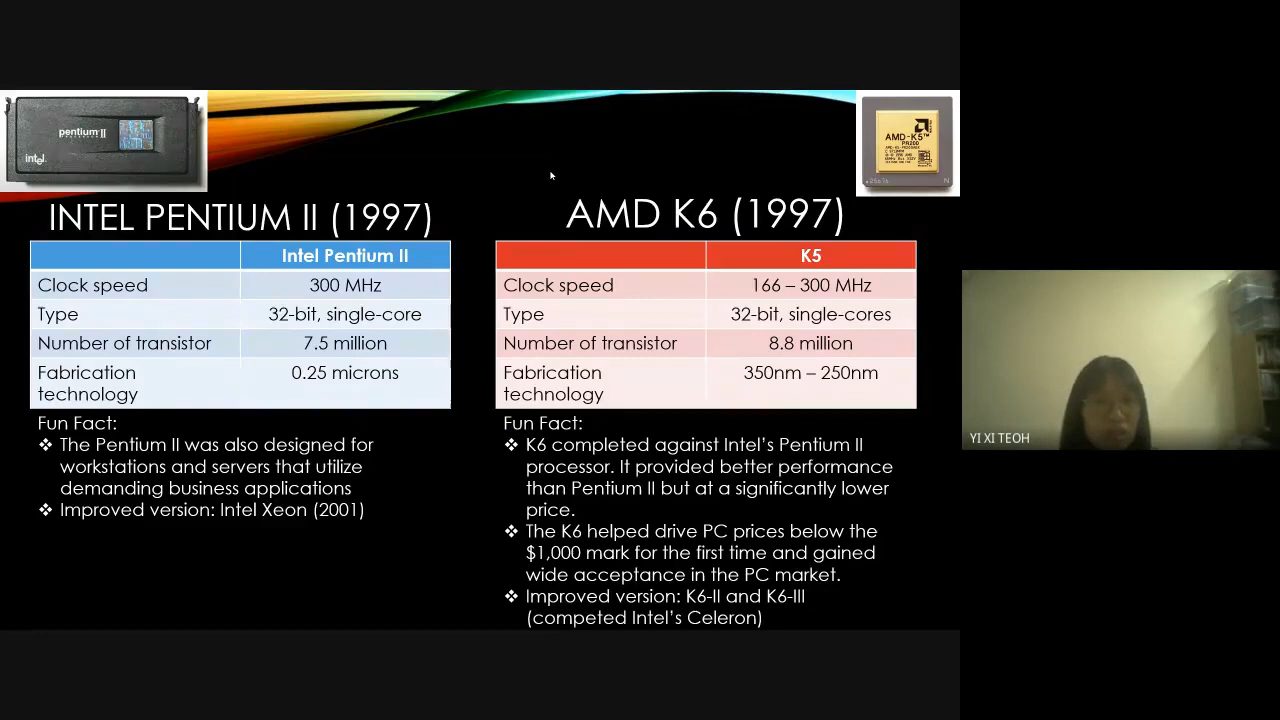 pentium II
intel
AMD-K5™
PR200
INTEL PENTIUM II (1997)
Intel Pentium II
Clock speed 300 MHz
Type 32-bit, single-core
Number of transistor 7.5 million
Fabrication technology 0.25 microns
Fun Fact:
❖ The Pentium II was also designed for
workstations and servers that utilize
demanding business applications
❖ Improved version: Intel Xeon (2001)
AMD K6 (1997)
K5
Clock speed 166 – 300 MHz
Type 32-bit, single-cores
Number of transistor 8.8 million
Fabrication technology 350nm – 250nm
Fun Fact:
❖ K6 completed against Intel’s Pentium II
processor. It provided better performance
than Pentium II but at a significantly lower
price.
❖ The K6 helped drive PC prices below the
$1,000 mark for the first time and gained
wide acceptance in the PC market.
❖ Improved version: K6-II and K6-III
(competed Intel’s Celeron)
YI XI TEOH